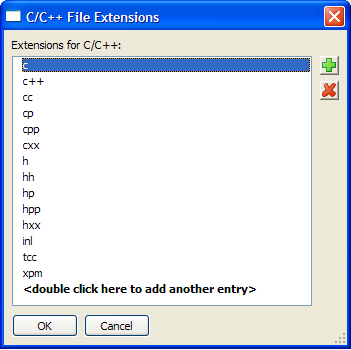 C/C++ File Extensions
Extensions for C/C++:
c
c++
cc
cp
cpp
cxx
h
hh
hp
hpp
hxx
inl
tcc
xpm
<double click here to add another entry>
OK
Cancel